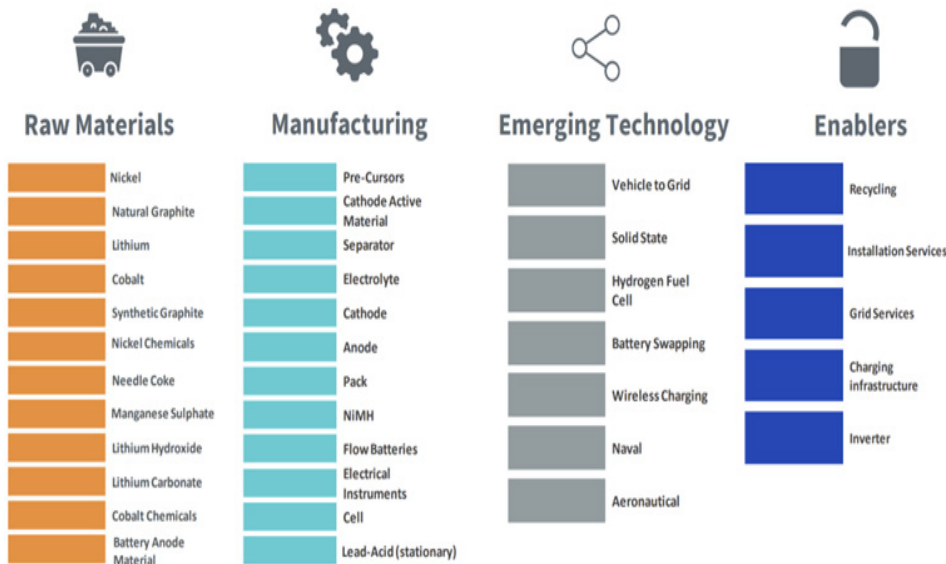 Raw Materials
Nickel
Natural Graphite
Lithium
Cobalt
Synthetic Graphite
Nickel Chemicals
Needle Coke
Manganese Sulphate
Lithium Hydroxide
Lithium Carbonate
Cobalt Chemicals
Battery Anode
Material
Manufacturing
Pre-Cursors
Cathode Active
Material
Separator
Electrolyte
Cathode
Anode
Pack
NiMH
Flow Batteries
Electrical
Instruments
Cell
Lead-Acid (stationary)
Emerging Technology
Vehicle to Grid
Solid State
Hydrogen Fuel
Cell
Battery Swapping
Wireless Charging
Naval
Aeronautical
Enablers
Recycling
Installation Services
Grid Services
Charging
infrastructure
Inverter